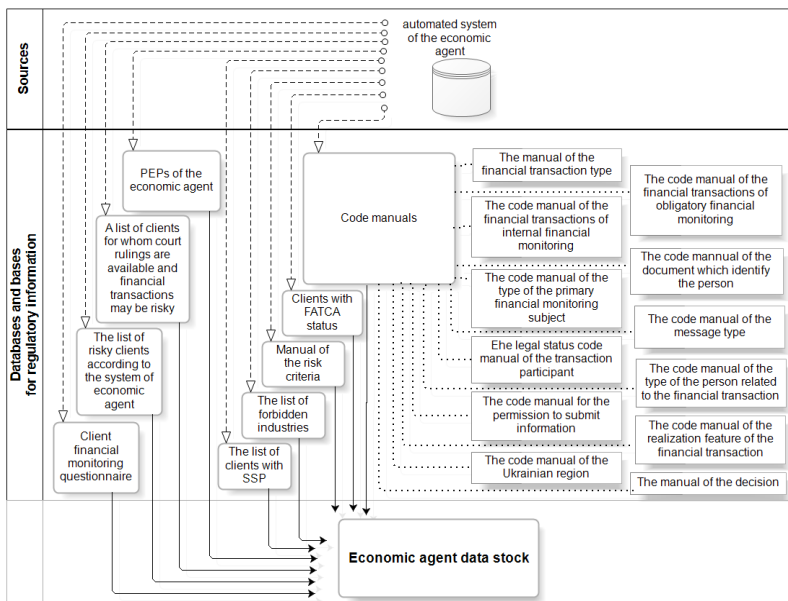 Sources
automated system
of the economic
agent
Databases and bases
for regulatory information
PEPs of the
economic agent
A list of clients
for whom court
rulings are
available and
financial
transactions
may be risky
The list of
risky clients
according to
the system of
economic
agent
Client
financial
monitoring
questionnaire
Clients with
FATCA
status
Manual of
the risk
criteria
The list of
forbidden
industries
The list of
clients with
SSP
Code manuals
The manual of the
financial transaction type
The code manual of the
financial transactions of
internal financial
monitoring
The code manual of the
type of the primary
financial monitoring
subject
Ehe legal status code
manual of the transaction
participant
The code manual for the
permission to submit
information
The code manual of the
Ukrainian region
The code manual of the
financial transactions of
obligatory financial
monitoring
The code mannual of the
document which identify
the person
The code manual of the
message type
The code manual of the
type of the person related
to the financial transaction
The code manual of the
realization feature of the
financial transaction
The manual of the decision
Economic agent data stock